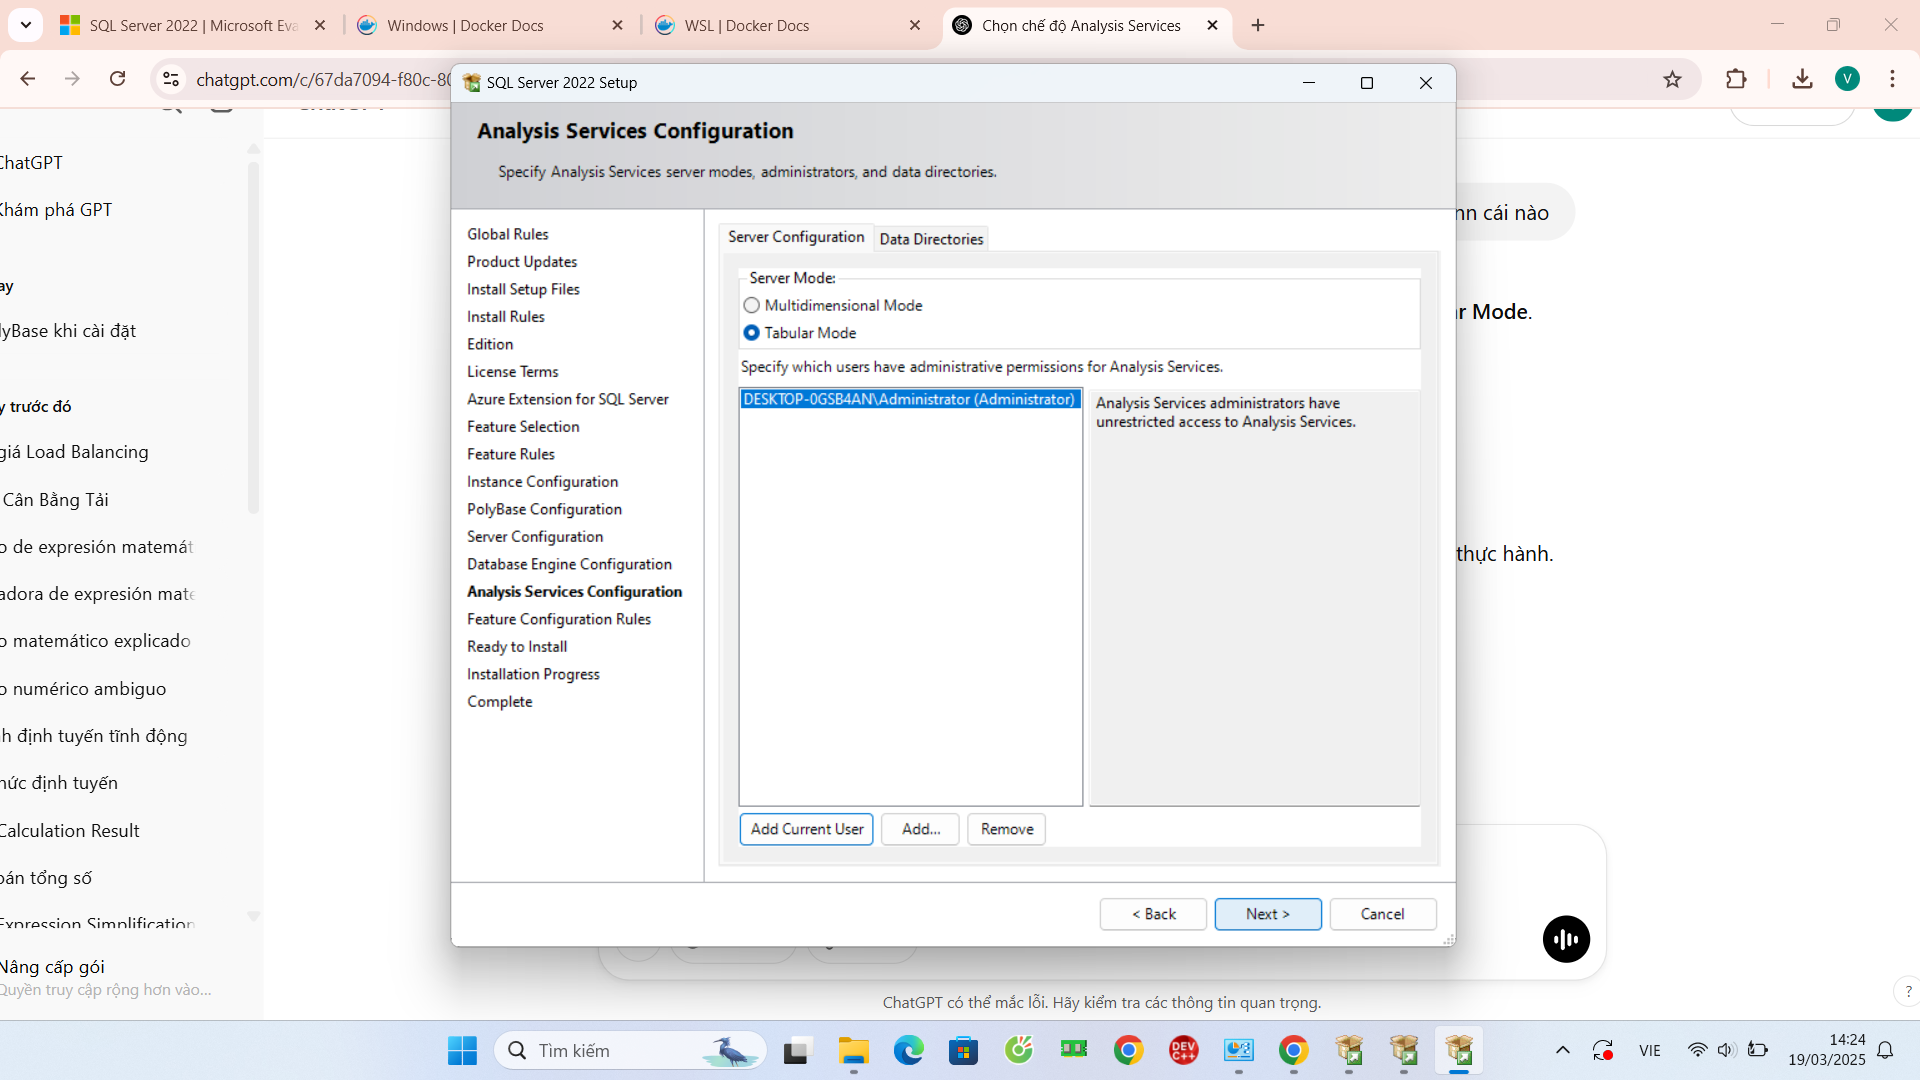 SQL Server 2022 | Microsoft Eva
Windows | Docker Docs
WSL | Docker Docs
Chọn chế độ Analysis Services
chatgpt.com/c/67da7094-f80c-80
V
ChatGPT
Khám phá GPT
ay
lyBase khi cài đặt
y trước đó
giá Load Balancing
Cân Bằng Tải
o de expresión matemát
adora de expresión mate
o matemático explicado
o numérico ambiguo
h định tuyến tĩnh động
hức định tuyến
Calculation Result
oán tổng số
Expression Simplification
Nâng cấp gói
Quyền truy cập rộng hơn vào...
SQL Server 2022 Setup
Analysis Services Configuration
Specify Analysis Services server modes, administrators, and data directories.
Global Rules
Product Updates
Install Setup Files
Install Rules
Edition
License Terms
Azure Extension for SQL Server
Feature Selection
Feature Rules
Instance Configuration
PolyBase Configuration
Server Configuration
Database Engine Configuration
Analysis Services Configuration
Feature Configuration Rules
Ready to Install
Installation Progress
Complete
Server Configuration
Data Directories
Server Mode:
Multidimensional Mode
Tabular Mode
Specify which users have administrative permissions for Analysis Services.
DESKTOP-0GSB4AN\Administrator (Administrator)
Analysis Services administrators have
unrestricted access to Analysis Services.
Add Current User
Add...
Remove
< Back
Next >
Cancel
nn cái nào
ar Mode.
thực hành.
ChatGPT có thể mắc lỗi. Hãy kiểm tra các thông tin quan trọng.
?
Tìm kiếm
DEV
C++
VIE
14:24
19/03/2025